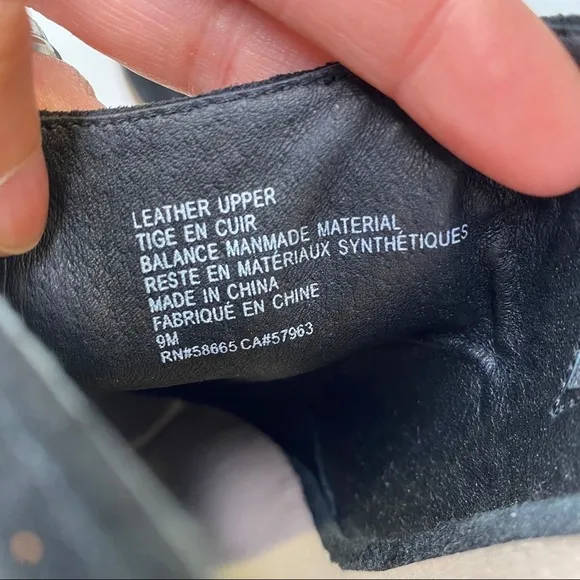 LEATHER UPPER
TIGE EN CUIR
BALANCE MANMADE MATERIAL
RESTE EN MATÉRIAUX SYNTHÉTIQUES
MADE IN CHINA
FABRIQUÉ EN CHINE
9M
RN#58665 CA#57963